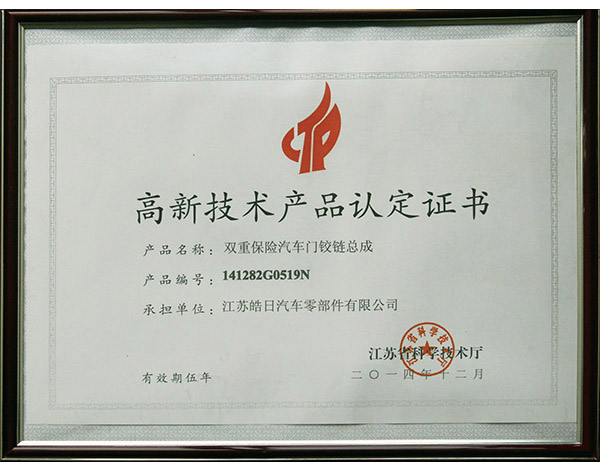 高新技术产品认定证书
产品名称：双重保险汽车门铰链总成
产品编号：141282G0519N
承担单位：江苏皓日汽车零部件有限公司
江苏省科学技术厅
有效期伍年
二〇一四年十二月